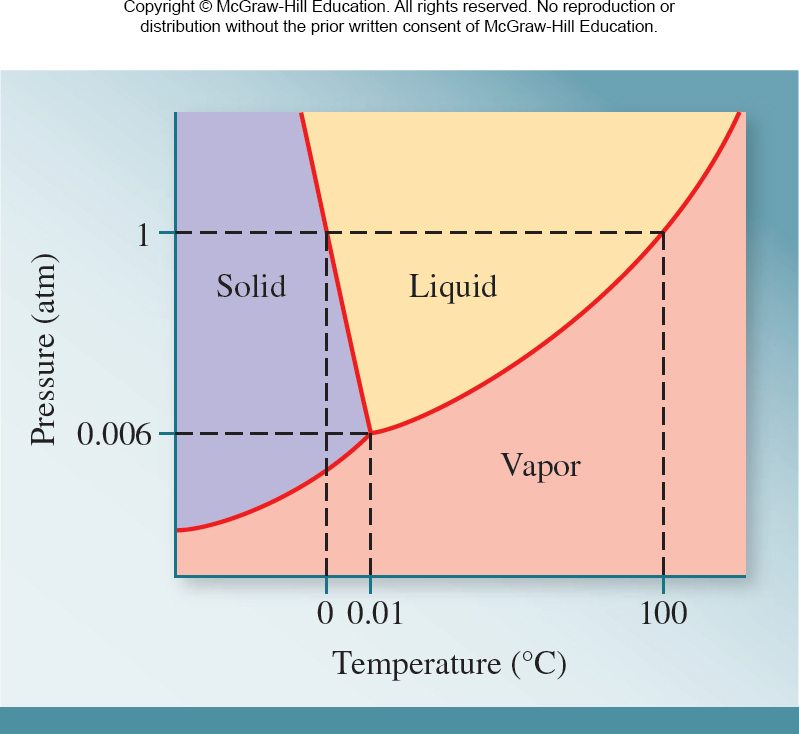 Copyright © McGraw-Hill Education. All rights reserved. No reproduction or
distribution without the prior written consent of McGraw-Hill Education.
1
Solid
Liquid
Pressure (atm)
0.006
Vapor
0 0.01 100
Temperature (°C)